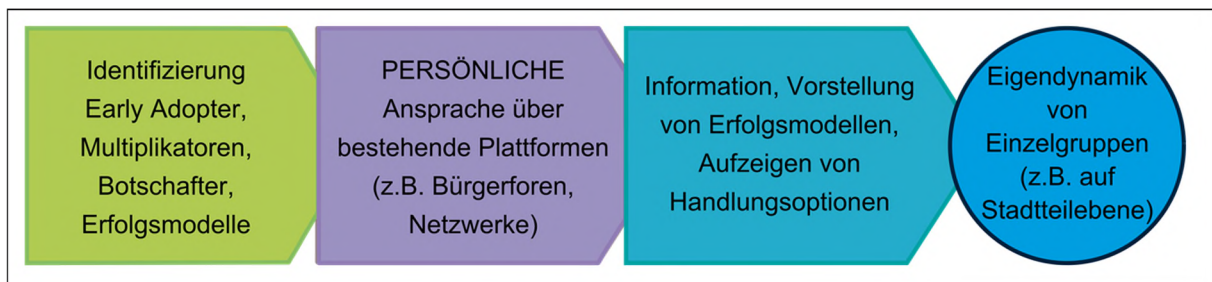 Identifizierung
Early Adopter,
Multiplikatoren,
Botschafter,
Erfolgsmodelle
PERSÖNLICHE
Ansprache über
bestehende Plattformen
(z.B. Bürgerforen,
Netzwerke)
Information, Vorstellung
von Erfolgsmodellen,
Aufzeigen von
Handlungsoptionen
Eigendynamik
von
Einzelgruppen
(z.B. auf
Stadtteilebene)